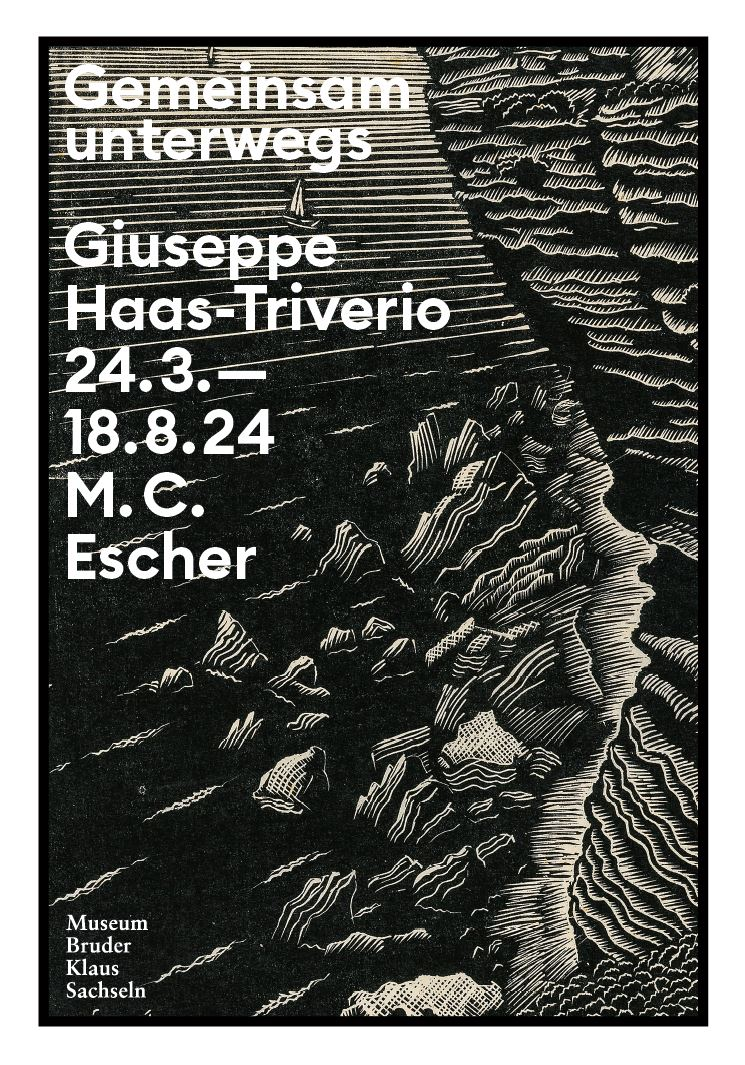 Gemeinsam
unterwegs
Giuseppe
Haas-Triverio
24.3.—
18.8.24
M. C.
Escher
Museum
Bruder
Klaus
Sachseln